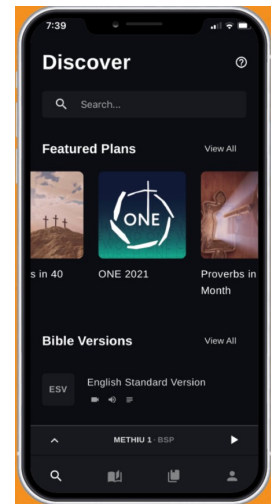 7:39
Discover
Search...
Featured Plans View All
ONE
s in 40 ONE 2021 Proverbs in
Month
Bible Versions View All
ESV English Standard Version
METHIU 1 · BSP